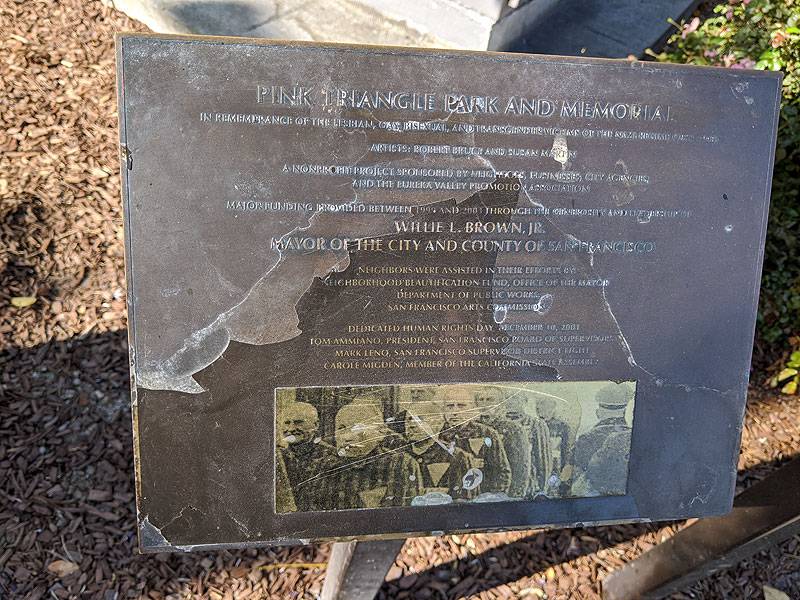 PINK TRIANGLE PARK AND MEMORIAL
IN REMEMBRANCE OF THE LESBIAN, GAY, BISEXUAL, AND TRANSGENDER VICTIMS OF THE NAZI REGIME
ARTISTS: ROBERT BRUCE AND SUSAN MARTIN
A NONPROFIT PROJECT SPONSORED BY NEIGHBORS, BUSINESSES, CITY AGENCIES,
AND THE EUREKA VALLEY PROMOTION ASSOCIATION
MAJOR FUNDING PROVIDED BETWEEN 1999 AND 2003 THROUGH THE GENEROSITY AND LEADERSHIP OF
WILLIE L. BROWN, JR.
MAYOR OF THE CITY AND COUNTY OF SAN FRANCISCO
NEIGHBORS WERE ASSISTED IN THEIR EFFORTS BY:
NEIGHBORHOOD BEAUTIFICATION FUND, OFFICE OF THE MAYOR
DEPARTMENT OF PUBLIC WORKS
SAN FRANCISCO ARTS COMMISSION
DEDICATED HUMAN RIGHTS DAY, DECEMBER 10, 2001
TOM AMMIANO, PRESIDENT, SAN FRANCISCO BOARD OF SUPERVISORS
MARK LENO, SAN FRANCISCO SUPERVISOR DISTRICT EIGHT
CAROLE MIGDEN, MEMBER OF THE CALIFORNIA STATE ASSEMBLY